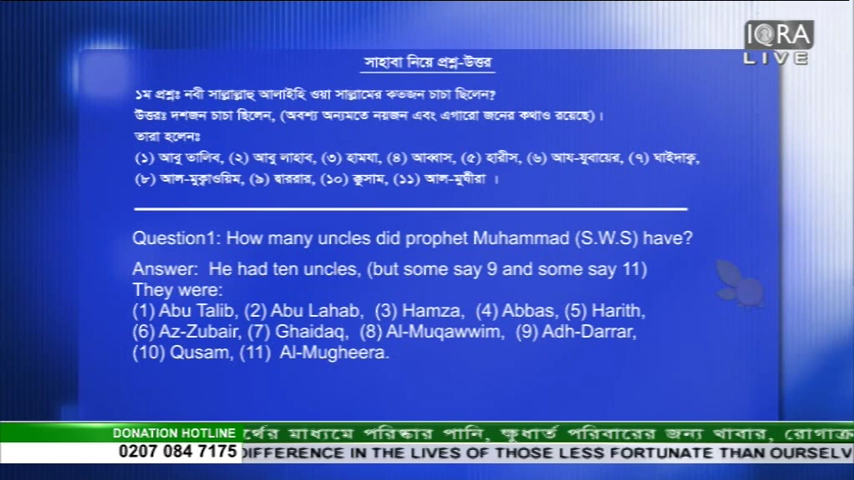 IQRA
LIVE
সাহাবা নিয়ে প্রশ্ন-উত্তর
১ম প্রশ্নঃ নবী সাল্লাল্লাহু আলাইহি ওয়া সাল্লামের কতজন চাচা ছিলেন?
উত্তরঃ দশজন চাচা ছিলেন, (অবশ্য অন্যমতে নয়জন এবং এগারো জনের কথাও রয়েছে)।
তারা হলেনঃ
(১) আবু তালিব, (২) আবু লাহাব, (৩) হামযা, (৪) আব্বাস, (৫) হারীস, (৬) আয-যুবায়ের, (৭) ঘাইদাকু,
(৮) আল-মুক্বাওয়িম, (৯) দ্বাররার, (১০) কুসাম, (১১) আল-মুঘীরা ।
Question1: How many uncles did prophet Muhammad (S.W.S) have?
Answer: He had ten uncles, (but some say 9 and some say 11)
They were:
(1) Abu Talib, (2) Abu Lahab, (3) Hamza, (4) Abbas, (5) Harith,
(6) Az-Zubair, (7) Ghaidaq, (8) Al-Muqawwim, (9) Adh-Darrar,
(10) Qusam, (11) Al-Mugheera.
DONATION HOTLINE
র্থের মাধ্যমে পরিষ্কার পানি, ক্ষুধার্ত পরিবারের জন্য খাবার, রোগাক্র
0207 084 7175
DIFFERENCE IN THE LIVES OF THOSE LESS FORTUNATE THAN OURSELV